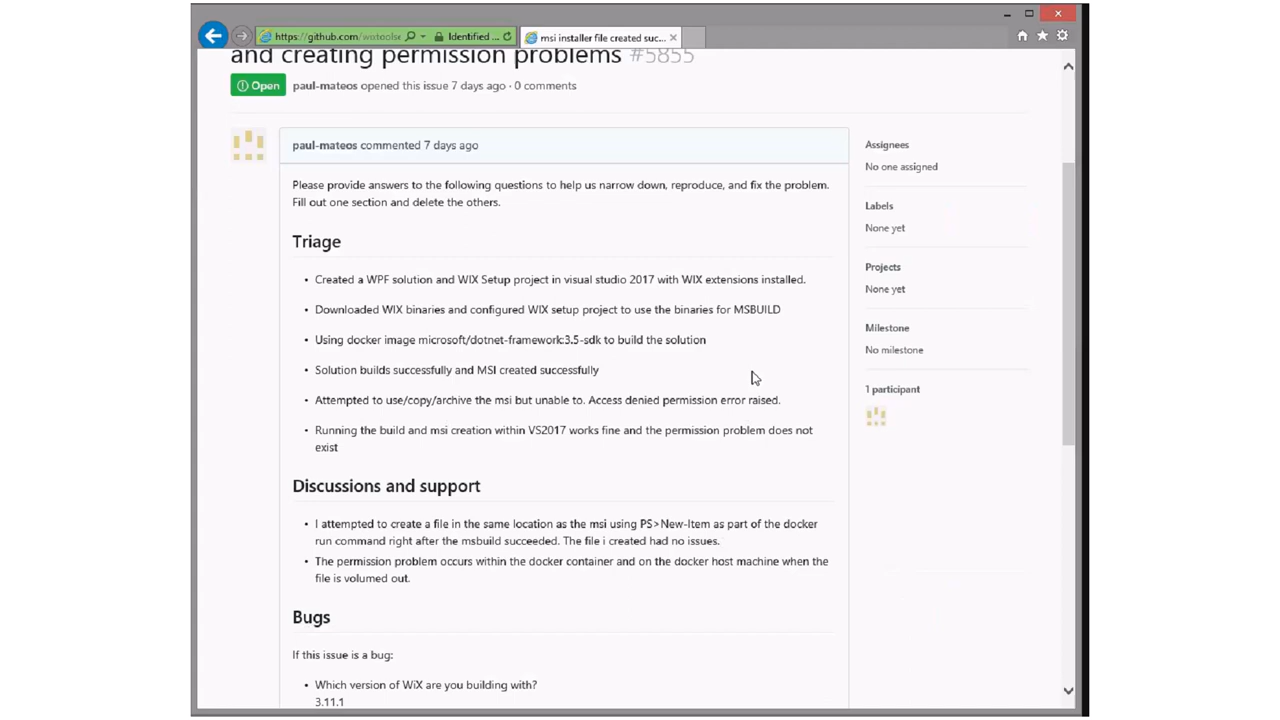 https://github.com/wixtoolse
Identified ...
msi installer file created suc...
and creating permission problems #5855
Open
paul-mateos opened this issue 7 days ago · 0 comments
paul-mateos commented 7 days ago
Please provide answers to the following questions to help us narrow down, reproduce, and fix the problem.
Fill out one section and delete the others.
Triage
• Created a WPF solution and WIX Setup project in visual studio 2017 with WIX extensions installed.
• Downloaded WIX binaries and configured WIX setup project to use the binaries for MSBUILD
• Using docker image microsoft/dotnet-framework:3.5-sdk to build the solution
• Solution builds successfully and MSI created successfully
• Attempted to use/copy/archive the msi but unable to. Access denied permission error raised.
• Running the build and msi creation within VS2017 works fine and the permission problem does not
exist
Discussions and support
• I attempted to create a file in the same location as the msi using PS>New-Item as part of the docker
run command right after the msbuild succeeded. The file i created had no issues.
• The permission problem occurs within the docker container and on the docker host machine when the
file is volumed out.
Bugs
If this issue is a bug:
• Which version of WiX are you building with?
3.11.1
Assignees
No one assigned
Labels
None yet
Projects
None yet
Milestone
No milestone
1 participant